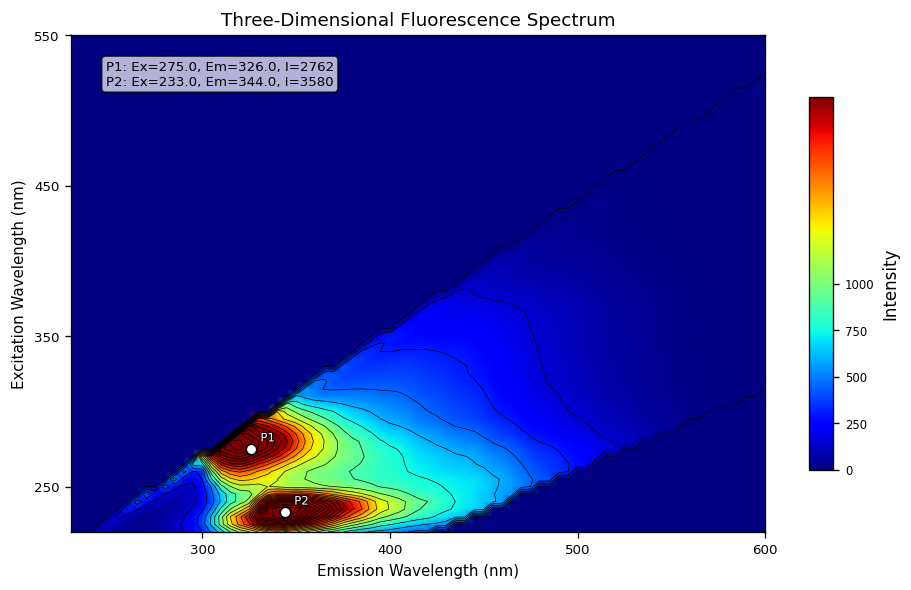 Three-Dimensional Fluorescence Spectrum
P1: Ex=275.0, Em=326.0, I=2762
P2: Ex=233.0, Em=344.0, I=3580
550
450
350
250
Excitation Wavelength (nm)
P1
P2
300
400
500
600
Emission Wavelength (nm)
1000
750
500
250
0
Intensity